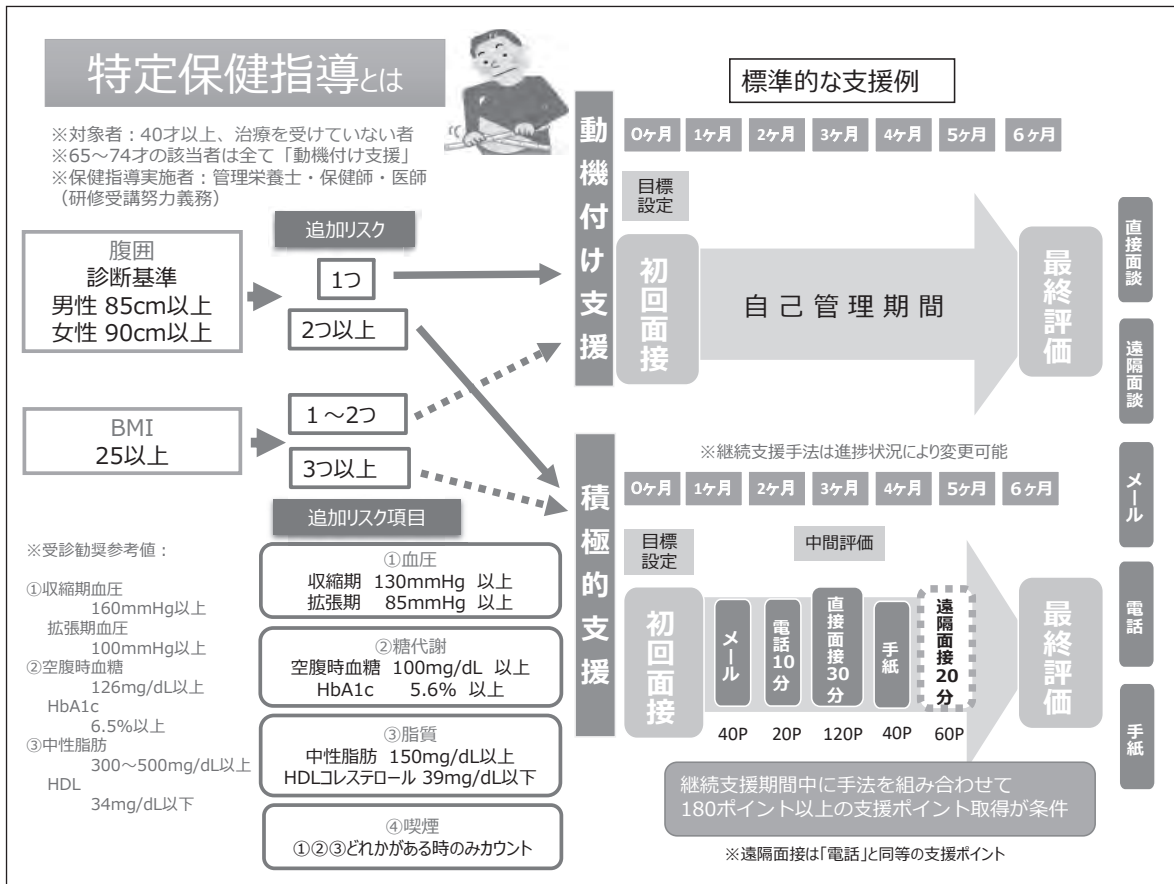 特定保健指導とは
※対象者：40才以上、治療を受けていない者
※65～74才の該当者は全て「動機付け支援」
※保健指導実施者：管理栄養士・保健師・医師
（研修受講努力義務）
腹囲
診断基準
男性 85cm以上
女性 90cm以上
BMI
25以上
追加リスク
1つ
2つ以上
1～2つ
3つ以上
追加リスク項目
①血圧
収縮期 130mmHg 以上
拡張期 85mmHg 以上
②糖代謝
空腹時血糖 100mg/dL 以上
HbA1c 5.6% 以上
③脂質
中性脂肪 150mg/dL以上
HDLコレステロール 39mg/dL以下
④喫煙
①②③どれかがある時のみカウント
※受診勧奨参考値：
①収縮期血圧
160mmHg以上
拡張期血圧
100mmHg以上
②空腹時血糖
126mg/dL以上
HbA1c
6.5%以上
③中性脂肪
300～500mg/dL以上
HDL
34mg/dL以下
標準的な支援例
動機付け支援
0ヶ月 1ヶ月 2ヶ月 3ヶ月 4ヶ月 5ヶ月 6ヶ月
目標
設定
初回面接
自己管理期間
最終評価
※継続支援手法は進捗状況により変更可能
積極的支援
0ヶ月 1ヶ月 2ヶ月 3ヶ月 4ヶ月 5ヶ月 6ヶ月
目標
設定
中間評価
初回面接
メール
電話10分
直接面接30分
手紙
遠隔面接20分
最終評価
40P 20P 120P 40P 60P
継続支援期間中に手法を組み合わせて
180ポイント以上の支援ポイント取得が条件
※遠隔面接は「電話」と同等の支援ポイント
直接面談
遠隔面談
メール
電話
手紙